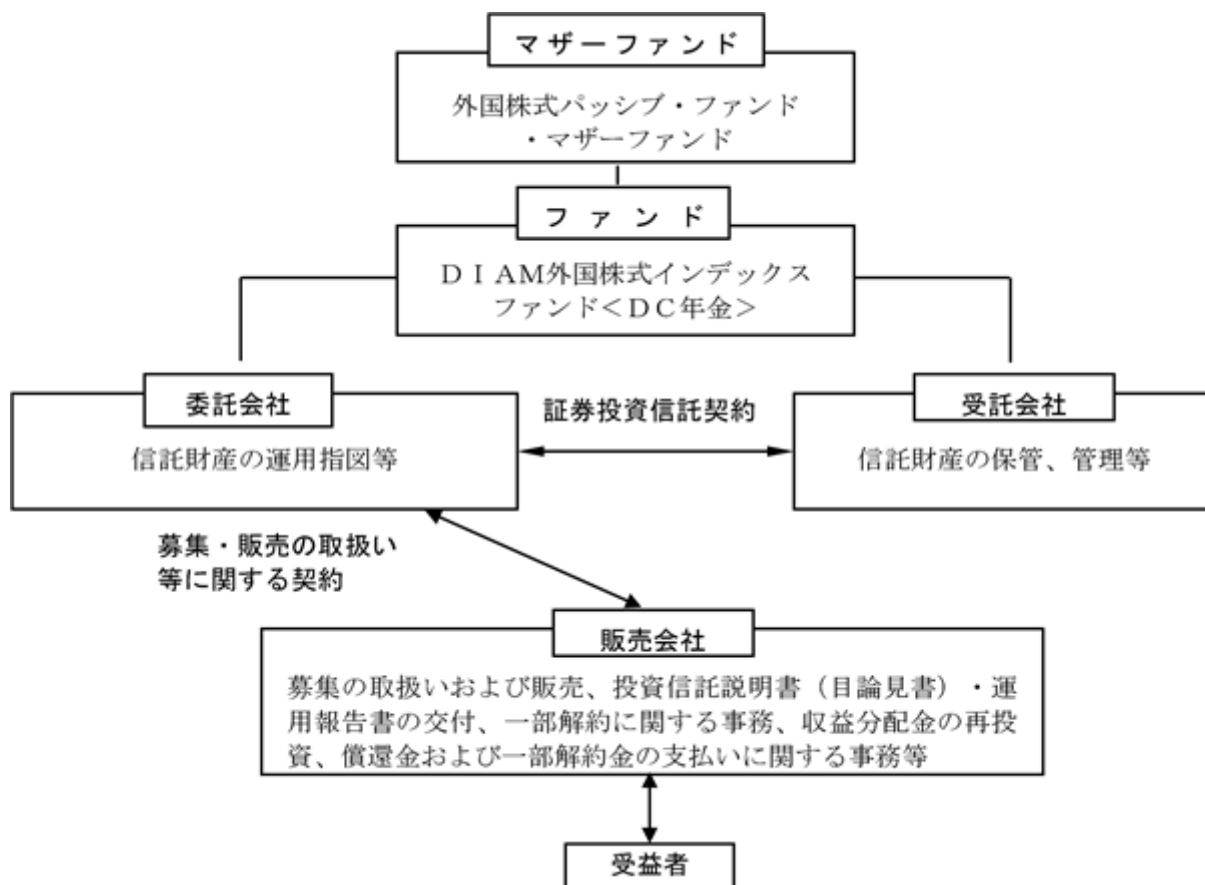 マザーファンド
外国株式パッシブ・ファンド
・マザーファンド
ファンド
ＤＩＡＭ外国株式インデックス
ファンド＜ＤＣ年金＞
委託会社
信託財産の運用指図等
証券投資信託契約
受託会社
信託財産の保管、管理等
募集・販売の取扱い
等に関する契約
販売会社
募集の取扱いおよび販売、投資信託説明書（目論見書）・運
用報告書の交付、一部解約に関する事務、収益分配金の再投
資、償還金および一部解約金の支払いに関する事務等
受益者